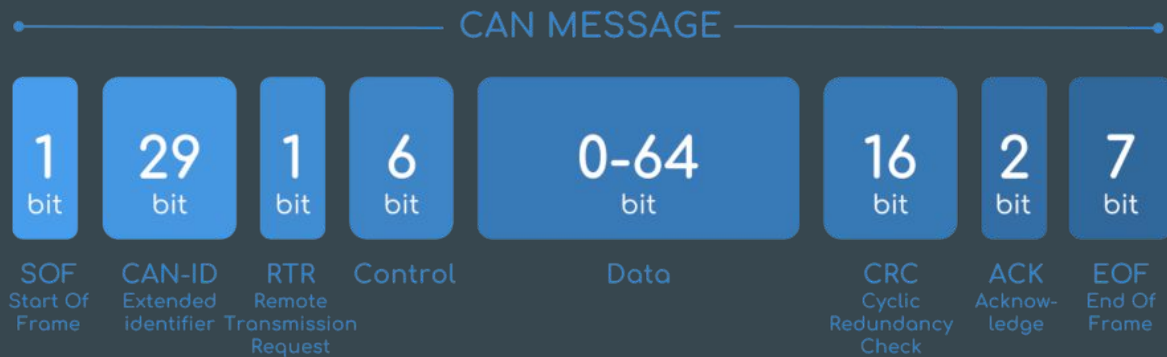 CAN MESSAGE
1
bit
29
bit
1
bit
6
bit
0-64
bit
16
bit
2
bit
7
bit
SOF
Start Of
Frame
CAN-ID
Extended
identifier
RTR
Remote
Transmission
Request
Control
Data
CRC
Cyclic
Redundancy
Check
ACK
Acknow-
ledge
EOF
End Of
Frame